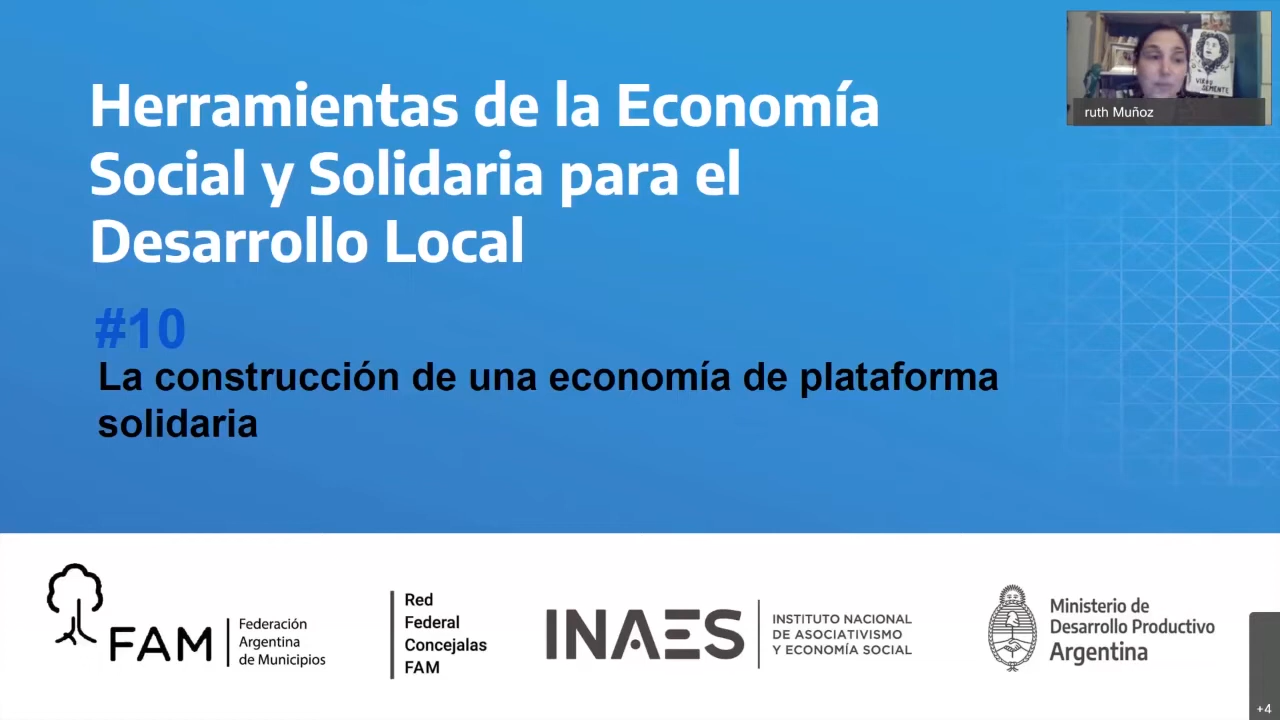 Herramientas de la Economía
Social y Solidaria para el
Desarrollo Local
#10
La construcción de una economía de plataforma
solidaria
VIEJAS
SEMENTE
ruth Muñoz
FAM
Federación
Argentina
de Municipios
Red
Federal
Concejalas
FAM
INAES
INSTITUTO NACIONAL
DE ASOCIATIVISMO
Y ECONOMÍA SOCIAL
Ministerio de
Desarrollo Productivo
Argentina
+4